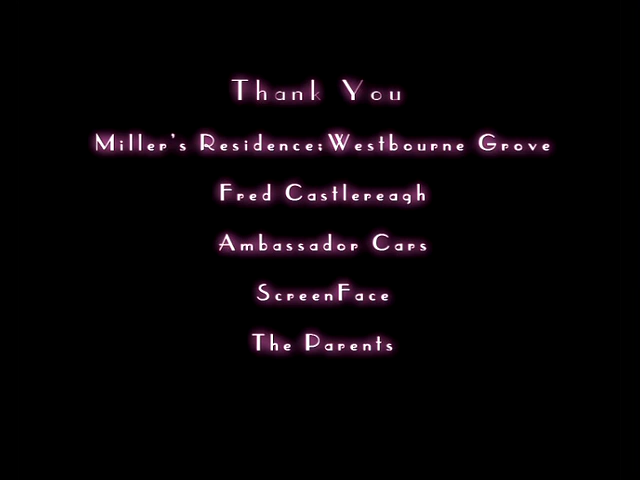 Thank You
Miller's Residence:Westbourne Grove
Fred Castlereagh
Ambassador Cars
ScreenFace
The Parents